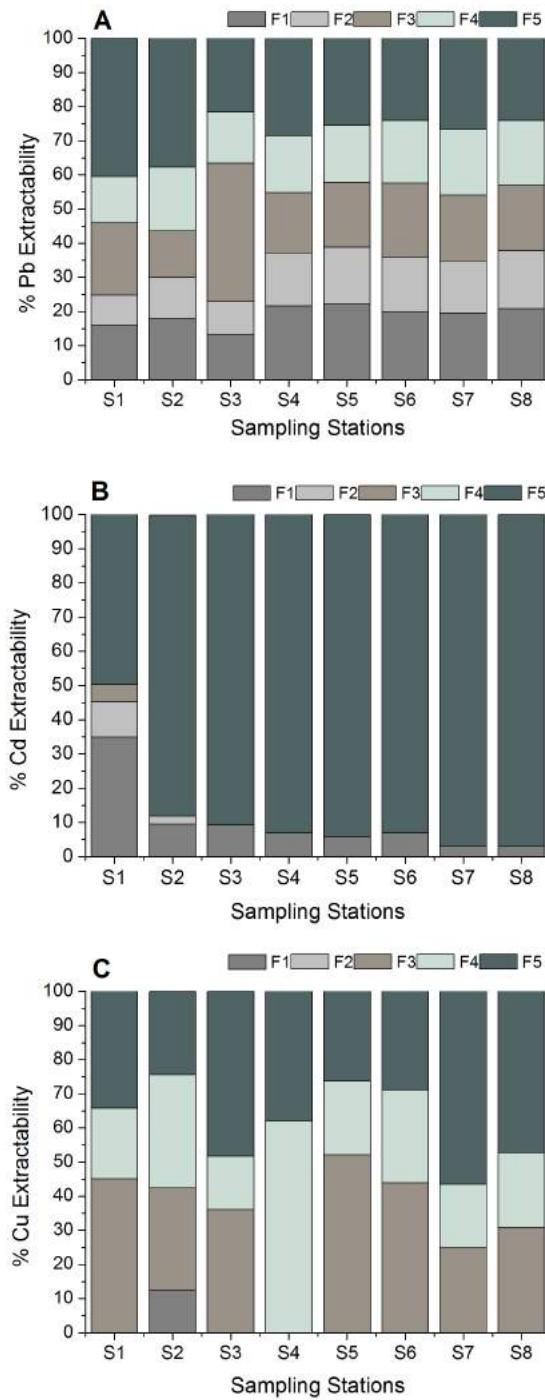 A
F1 F2 F3 F4 F5
100
90
80
70
60
50
40
30
20
10
0
% Pb Extractability
S1 S2 S3 S4 S5 S6 S7 S8
Sampling Stations
B
F1 F2 F3 F4 F5
100
90
80
70
60
50
40
30
20
10
0
% Cd Extractability
S1 S2 S3 S4 S5 S6 S7 S8
Sampling Stations
C
F1 F2 F3 F4 F5
100
90
80
70
60
50
40
30
20
10
0
% Cu Extractability
S1 S2 S3 S4 S5 S6 S7 S8
Sampling Stations